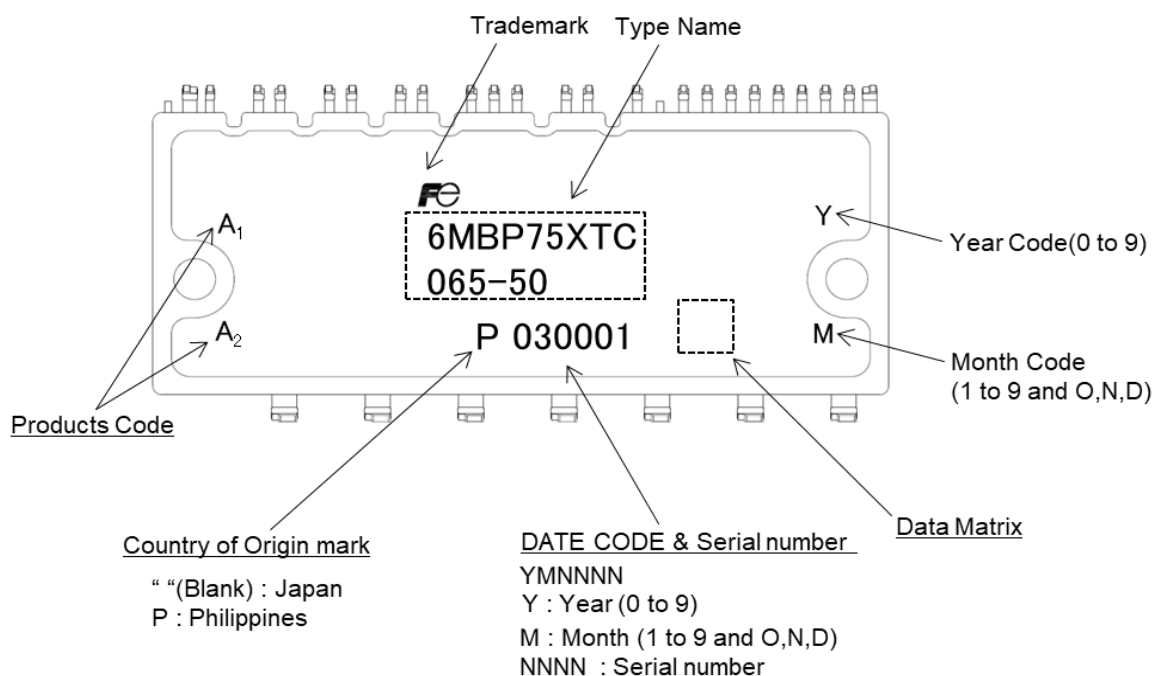 Trademark
Type Name
Fe
A1
6MBP75XTC
065-50
Y
Year Code(0 to 9)
A2
P 030001
M
Month Code
(1 to 9 and O,N,D)
Products Code
Country of Origin mark
“ “(Blank) : Japan
P : Philippines
DATE CODE & Serial number
YMNNNN
Y : Year (0 to 9)
M : Month (1 to 9 and O,N,D)
NNNN : Serial number
Data Matrix